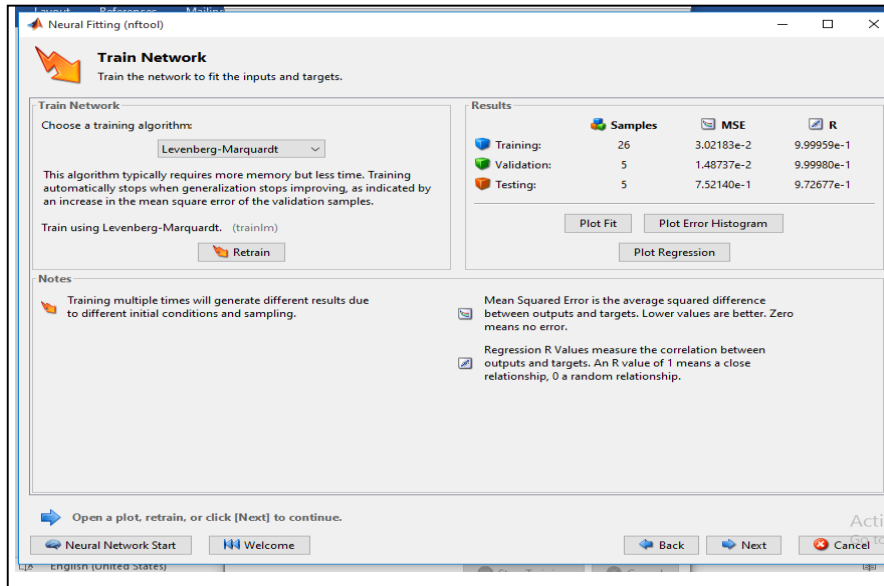 Layout References Mailings
Neural Fitting (nftool)
Train Network
Train the network to fit the inputs and targets.
Train Network
Choose a training algorithm:
Levenberg-Marquardt
This algorithm typically requires more memory but less time. Training
automatically stops when generalization stops improving, as indicated by
an increase in the mean square error of the validation samples.
Train using Levenberg-Marquardt. (trainlm)
Retrain
Results
Samples MSE R
Training: 26 3.02183e-2 9.99959e-1
Validation: 5 1.48737e-2 9.99980e-1
Testing: 5 7.52140e-1 9.72677e-1
Plot Fit Plot Error Histogram
Plot Regression
Notes
Training multiple times will generate different results due
to different initial conditions and sampling.
Mean Squared Error is the average squared difference
between outputs and targets. Lower values are better. Zero
means no error.
Regression R Values measure the correlation between
outputs and targets. An R value of 1 means a close
relationship, 0 a random relationship.
Open a plot, retrain, or click [Next] to continue.
Acti
Neural Network Start Welcome Back Next Cancel
English (United States)